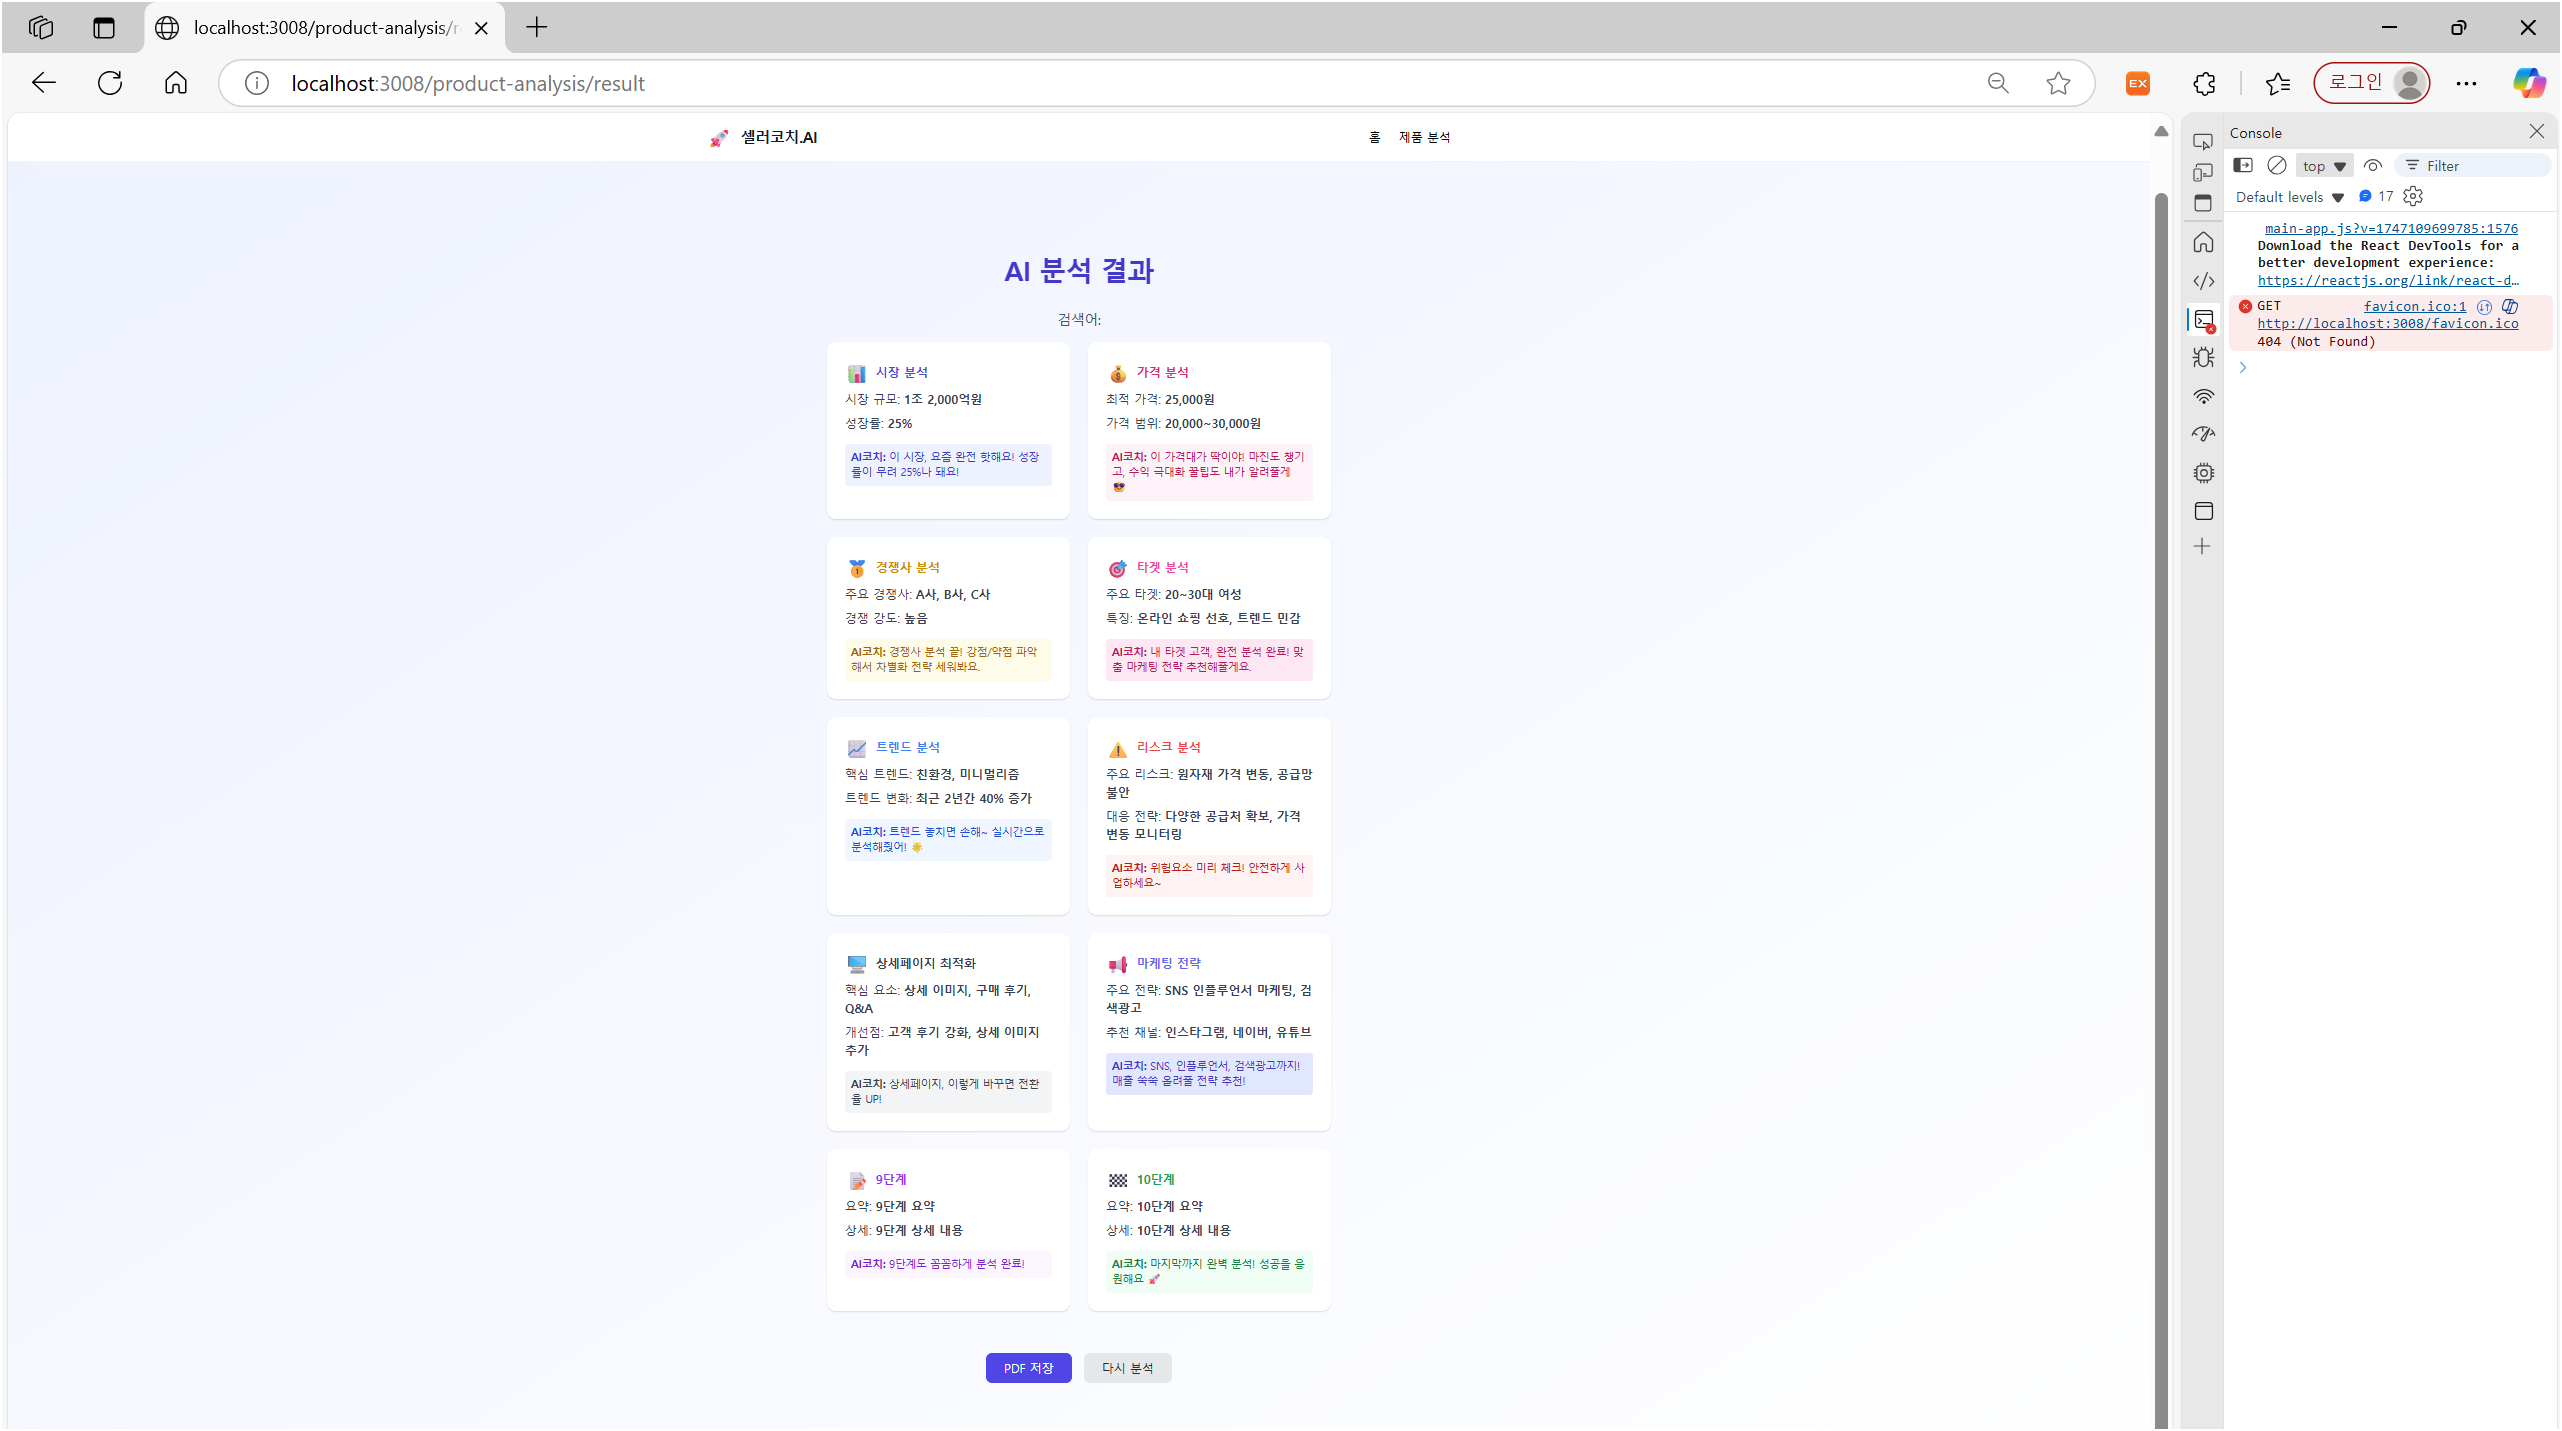 localhost:3008/product-analysis/r
localhost:3008/product-analysis/result
EX
로그인
셀러코치.AI
홈
제품 분석
AI 분석 결과
검색어:
시장 분석
시장 규모: 1조 2,000억원
성장률: 25%
AI코치: 이 시장, 요즘 완전 핫해요! 성장
률이 무려 25%나 돼요!
가격 분석
최적 가격: 25,000원
가격 범위: 20,000~30,000원
AI코치: 이 가격대가 딱이야! 마진도 챙기
고, 수익 극대화 꿀팁도 내가 알려줄게
😎
경쟁사 분석
주요 경쟁사: A사, B사, C사
경쟁 강도: 높음
AI코치: 경쟁사 분석 끝! 강점/약점 파악
해서 차별화 전략 세워봐요.
타겟 분석
주요 타겟: 20~30대 여성
특징: 온라인 쇼핑 선호, 트렌드 민감
AI코치: 내 타겟 고객, 완전 분석 완료! 맞
춤 마케팅 전략 추천해줄게요.
트렌드 분석
핵심 트렌드: 친환경, 미니멀리즘
트렌드 변화: 최근 2년간 40% 증가
AI코치: 트렌드 놓치면 손해~ 실시간으로
분석해줬어! 🌟
리스크 분석
주요 리스크: 원자재 가격 변동, 공급망
불안
대응 전략: 다양한 공급처 확보, 가격
변동 모니터링
AI코치: 위험요소 미리 체크! 안전하게 사
업하세요~
상세페이지 최적화
핵심 요소: 상세 이미지, 구매 후기,
Q&A
개선점: 고객 후기 강화, 상세 이미지
추가
AI코치: 상세페이지, 이렇게 바꾸면 전환
율 UP!
마케팅 전략
주요 전략: SNS 인플루언서 마케팅, 검
색광고
추천 채널: 인스타그램, 네이버, 유튜브
AI코치: SNS, 인플루언서, 검색광고까지!
매출 쑥쑥 올려줄 전략 추천!
9단계
요약: 9단계 요약
상세: 9단계 상세 내용
AI코치: 9단계도 꼼꼼하게 분석 완료!
10단계
요약: 10단계 요약
상세: 10단계 상세 내용
AI코치: 마지막까지 완벽 분석! 성공을 응
원해요 🚀
PDF 저장
다시 분석
Console
top
Filter
Default levels
17
main-app.js?v=1747109699785:1576
Download the React DevTools for a
better development experience:
https://reactjs.org/link/react-d…
GET favicon.ico:1
http://localhost:3008/favicon.ico
404 (Not Found)